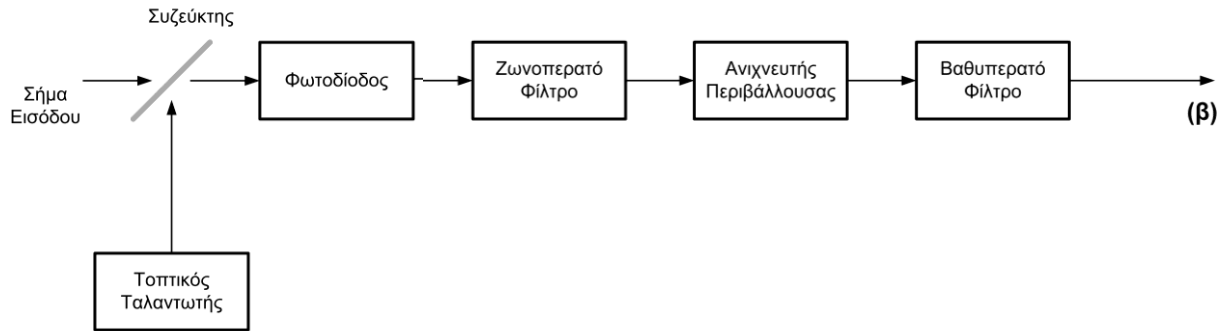 Συζεύκτης
Σήμα
Εισόδου
Φωτοδίοδος
Ζωνοπερατό
Φίλτρο
Ανιχνευτής
Περιβάλλουσας
Βαθυπερατό
Φίλτρο
(β)
Τοπτικός
Ταλαντωτής